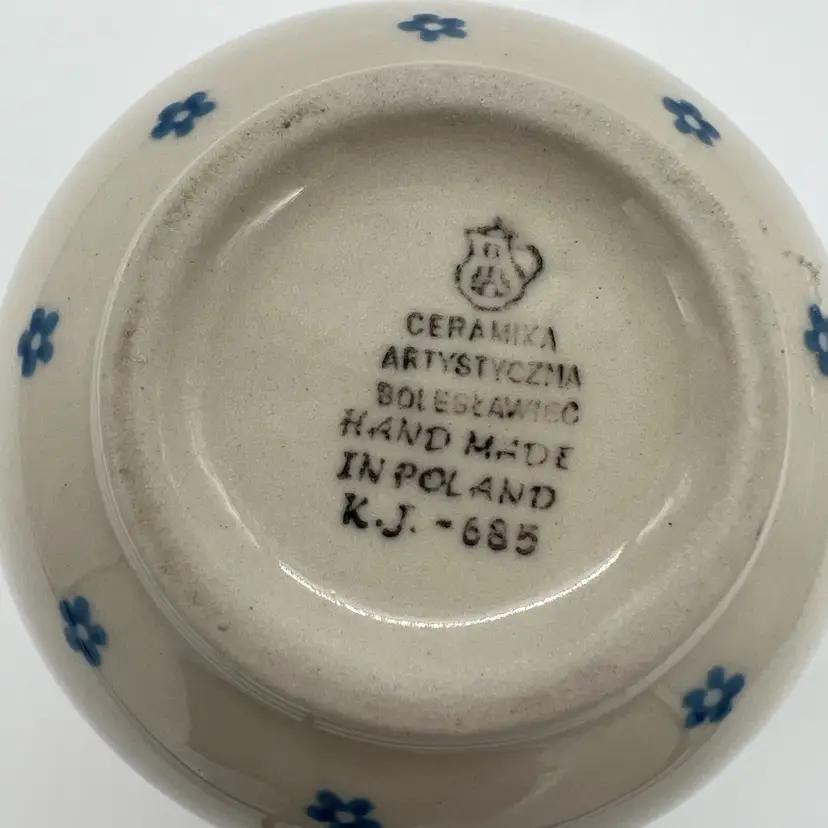 CERAMIKA
ARTYSTYCZNA
BOLESŁAWIEC
HAND MADE
IN POLAND
K.J. -685